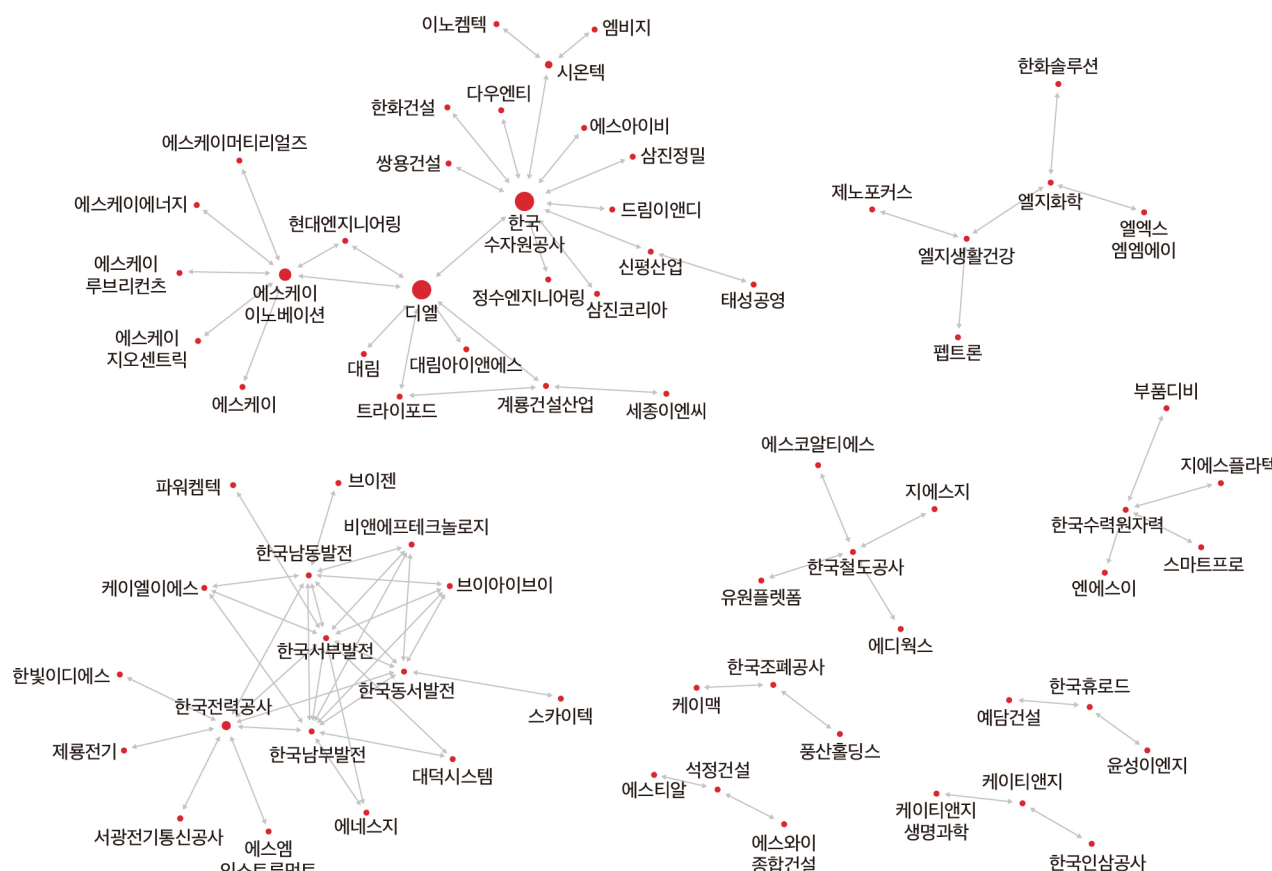 이노켐텍
엠비지
시온텍
한화솔루션
다우엔티
한화건설
에스아이비
에스케이머티리얼즈
쌍용건설
삼진정밀
제노포커스
엘지화학
에스케이에너지
현대엔지니어링
한국
수자원공사
드림이앤디
엘엑스
엠엠에이
엘지생활건강
신평산업
에스케이
루브리컨츠
에스케이
이노베이션
정수엔지니어링
삼진코리아
태성공영
디엘
에스케이
지오센트릭
대림
대림아이앤에스
펩트론
에스케이
트라이포드
계룡건설산업
세종이엔씨
부품디비
에스코알티에스
지에스플라텍
파워켐텍
브이젠
지에스지
비앤에프테크놀로지
한국수력원자력
한국남동발전
한국철도공사
스마트프로
케이엘이에스
브이아이브이
유원플렛폼
엔에스이
에디웍스
한국서부발전
한빛이디에스
한국동서발전
한국조폐공사
한국전력공사
스카이텍
케이맥
한국휴로드
예담건설
제룡전기
한국남부발전
대덕시스템
풍산홀딩스
윤성이엔지
석정건설
에스티알
케이티앤지
케이티앤지
생명과학
서광전기통신공사
에네스지
에스엠
인스트루먼트
에스와이
종합건설
한국인삼공사